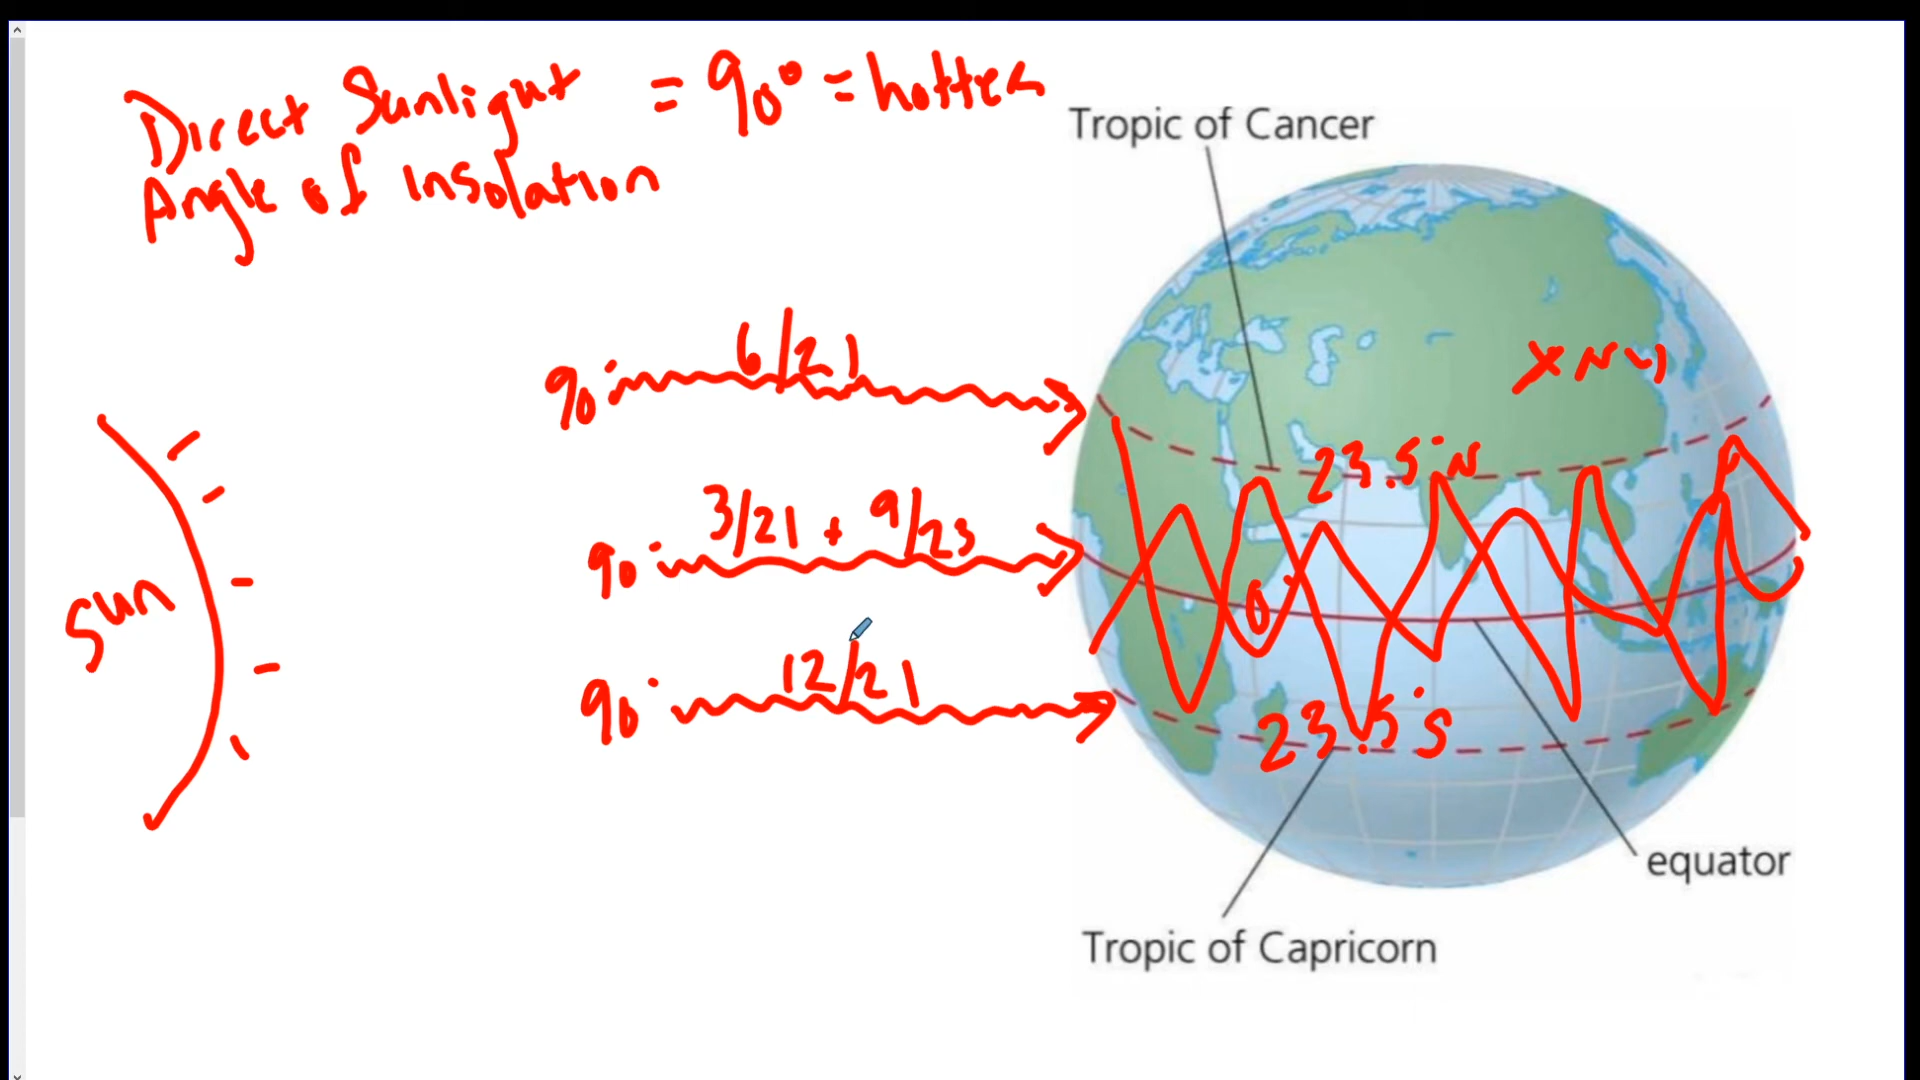 Direct Sunlight = 90° = hotter
Angle of Insolation
Tropic of Cancer
6/21
90°
X NY
23.5° N
3/21 + 9/23
90°
0
Sun
12/21
90°
23.5° S
equator
Tropic of Capricorn